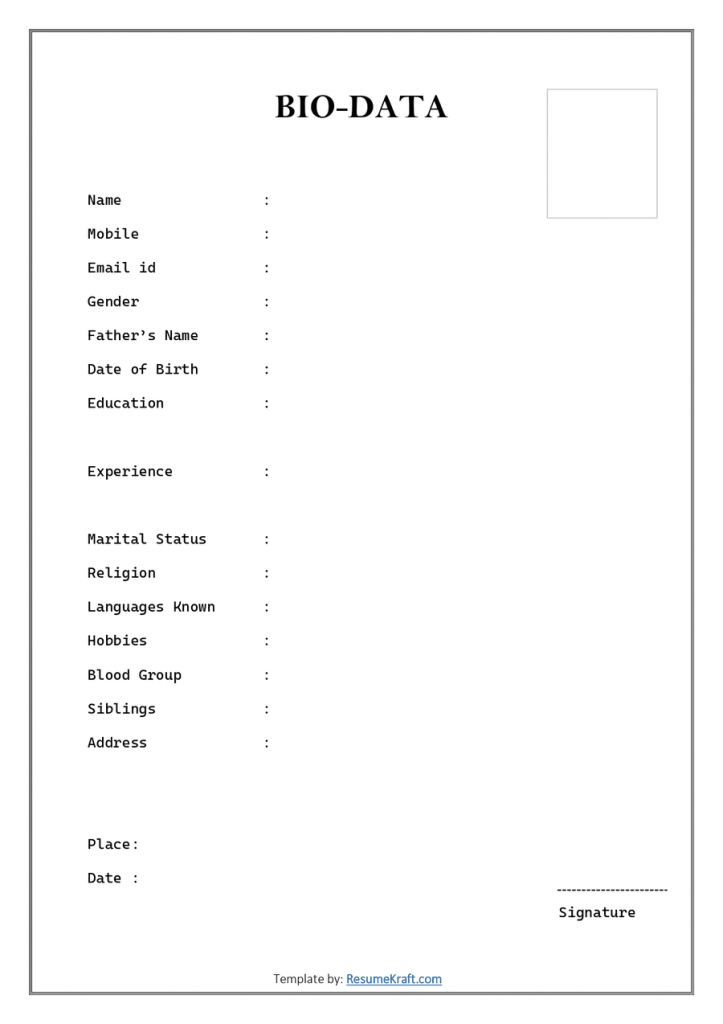 BIO-DATA
Name :
Mobile :
Email id :
Gender :
Father’s Name :
Date of Birth :
Education :
Experience :
Marital Status :
Religion :
Languages Known :
Hobbies :
Blood Group :
Siblings :
Address :
Place:
Date :
-----------------------
Signature
Template by: ResumeKraft.com